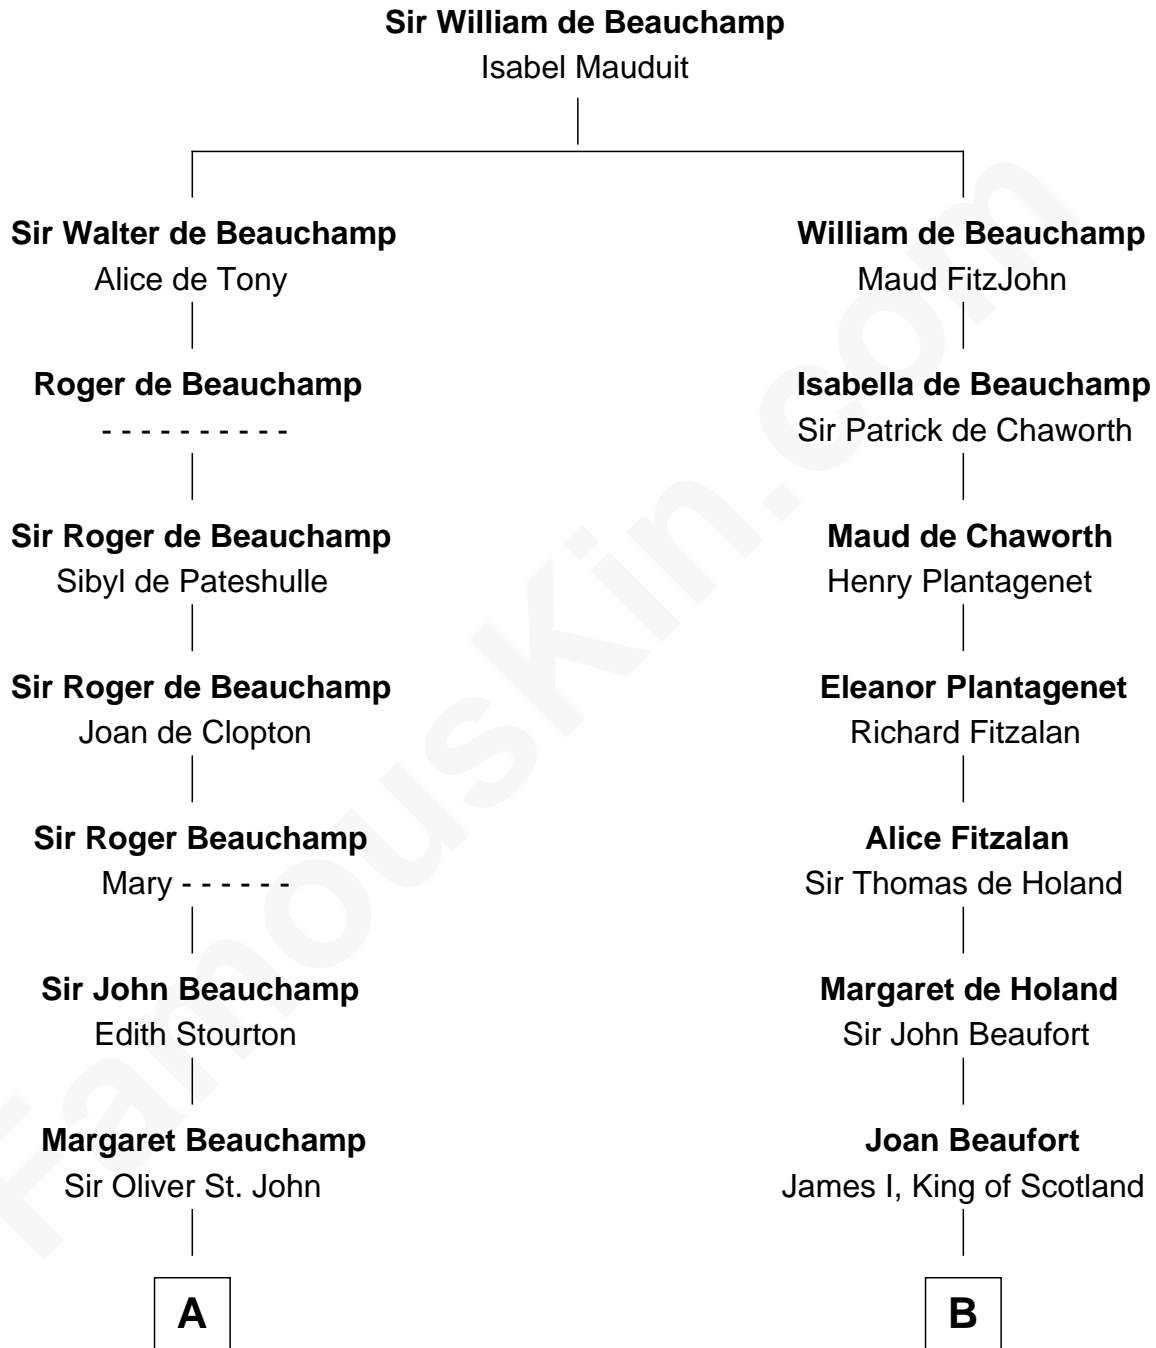 Sir William de Beauchamp
Isabel Mauduit
Sir Walter de Beauchamp
Alice de Tony
William de Beauchamp
Maud FitzJohn
Roger de Beauchamp
- - - - - - - - - -
Isabella de Beauchamp
Sir Patrick de Chaworth
Sir Roger de Beauchamp
Sibyl de Pateshulle
Maud de Chaworth
Henry Plantagenet
Sir Roger de Beauchamp
Joan de Clopton
Eleanor Plantagenet
Richard Fitzalan
Sir Roger Beauchamp
Mary - - - - - -
Alice Fitzalan
Sir Thomas de Holand
Sir John Beauchamp
Edith Stourton
Margaret de Holand
Sir John Beaufort
Margaret Beauchamp
Sir Oliver St. John
Joan Beaufort
James I, King of Scotland
A
B
FamousKin.com